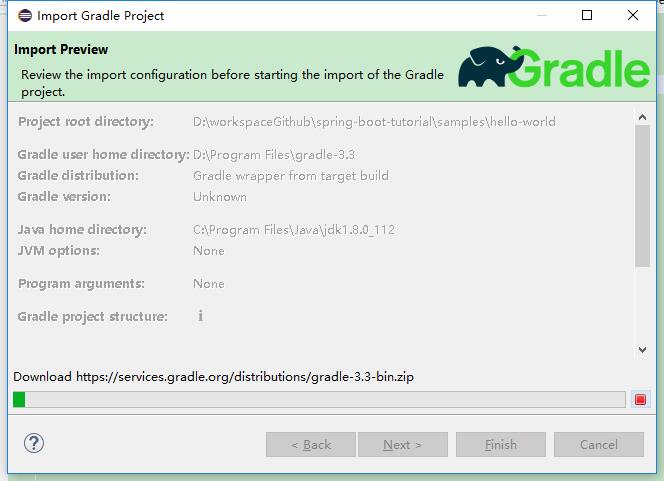 Import Gradle Project
Import Preview
Review the import configuration before starting the import of the Gradle
project.
Gradle
Project root directory: D:\workspaceGithub\spring-boot-tutorial\samples\hello-world
Gradle user home directory: D:\Program Files\gradle-3.3
Gradle distribution: Gradle wrapper from target build
Gradle version: Unknown
Java home directory: C:\Program Files\Java\jdk1.8.0_112
JVM options: None
Program arguments: None
Gradle project structure:
Download https://services.gradle.org/distributions/gradle-3.3-bin.zip
< Back Next > Finish Cancel